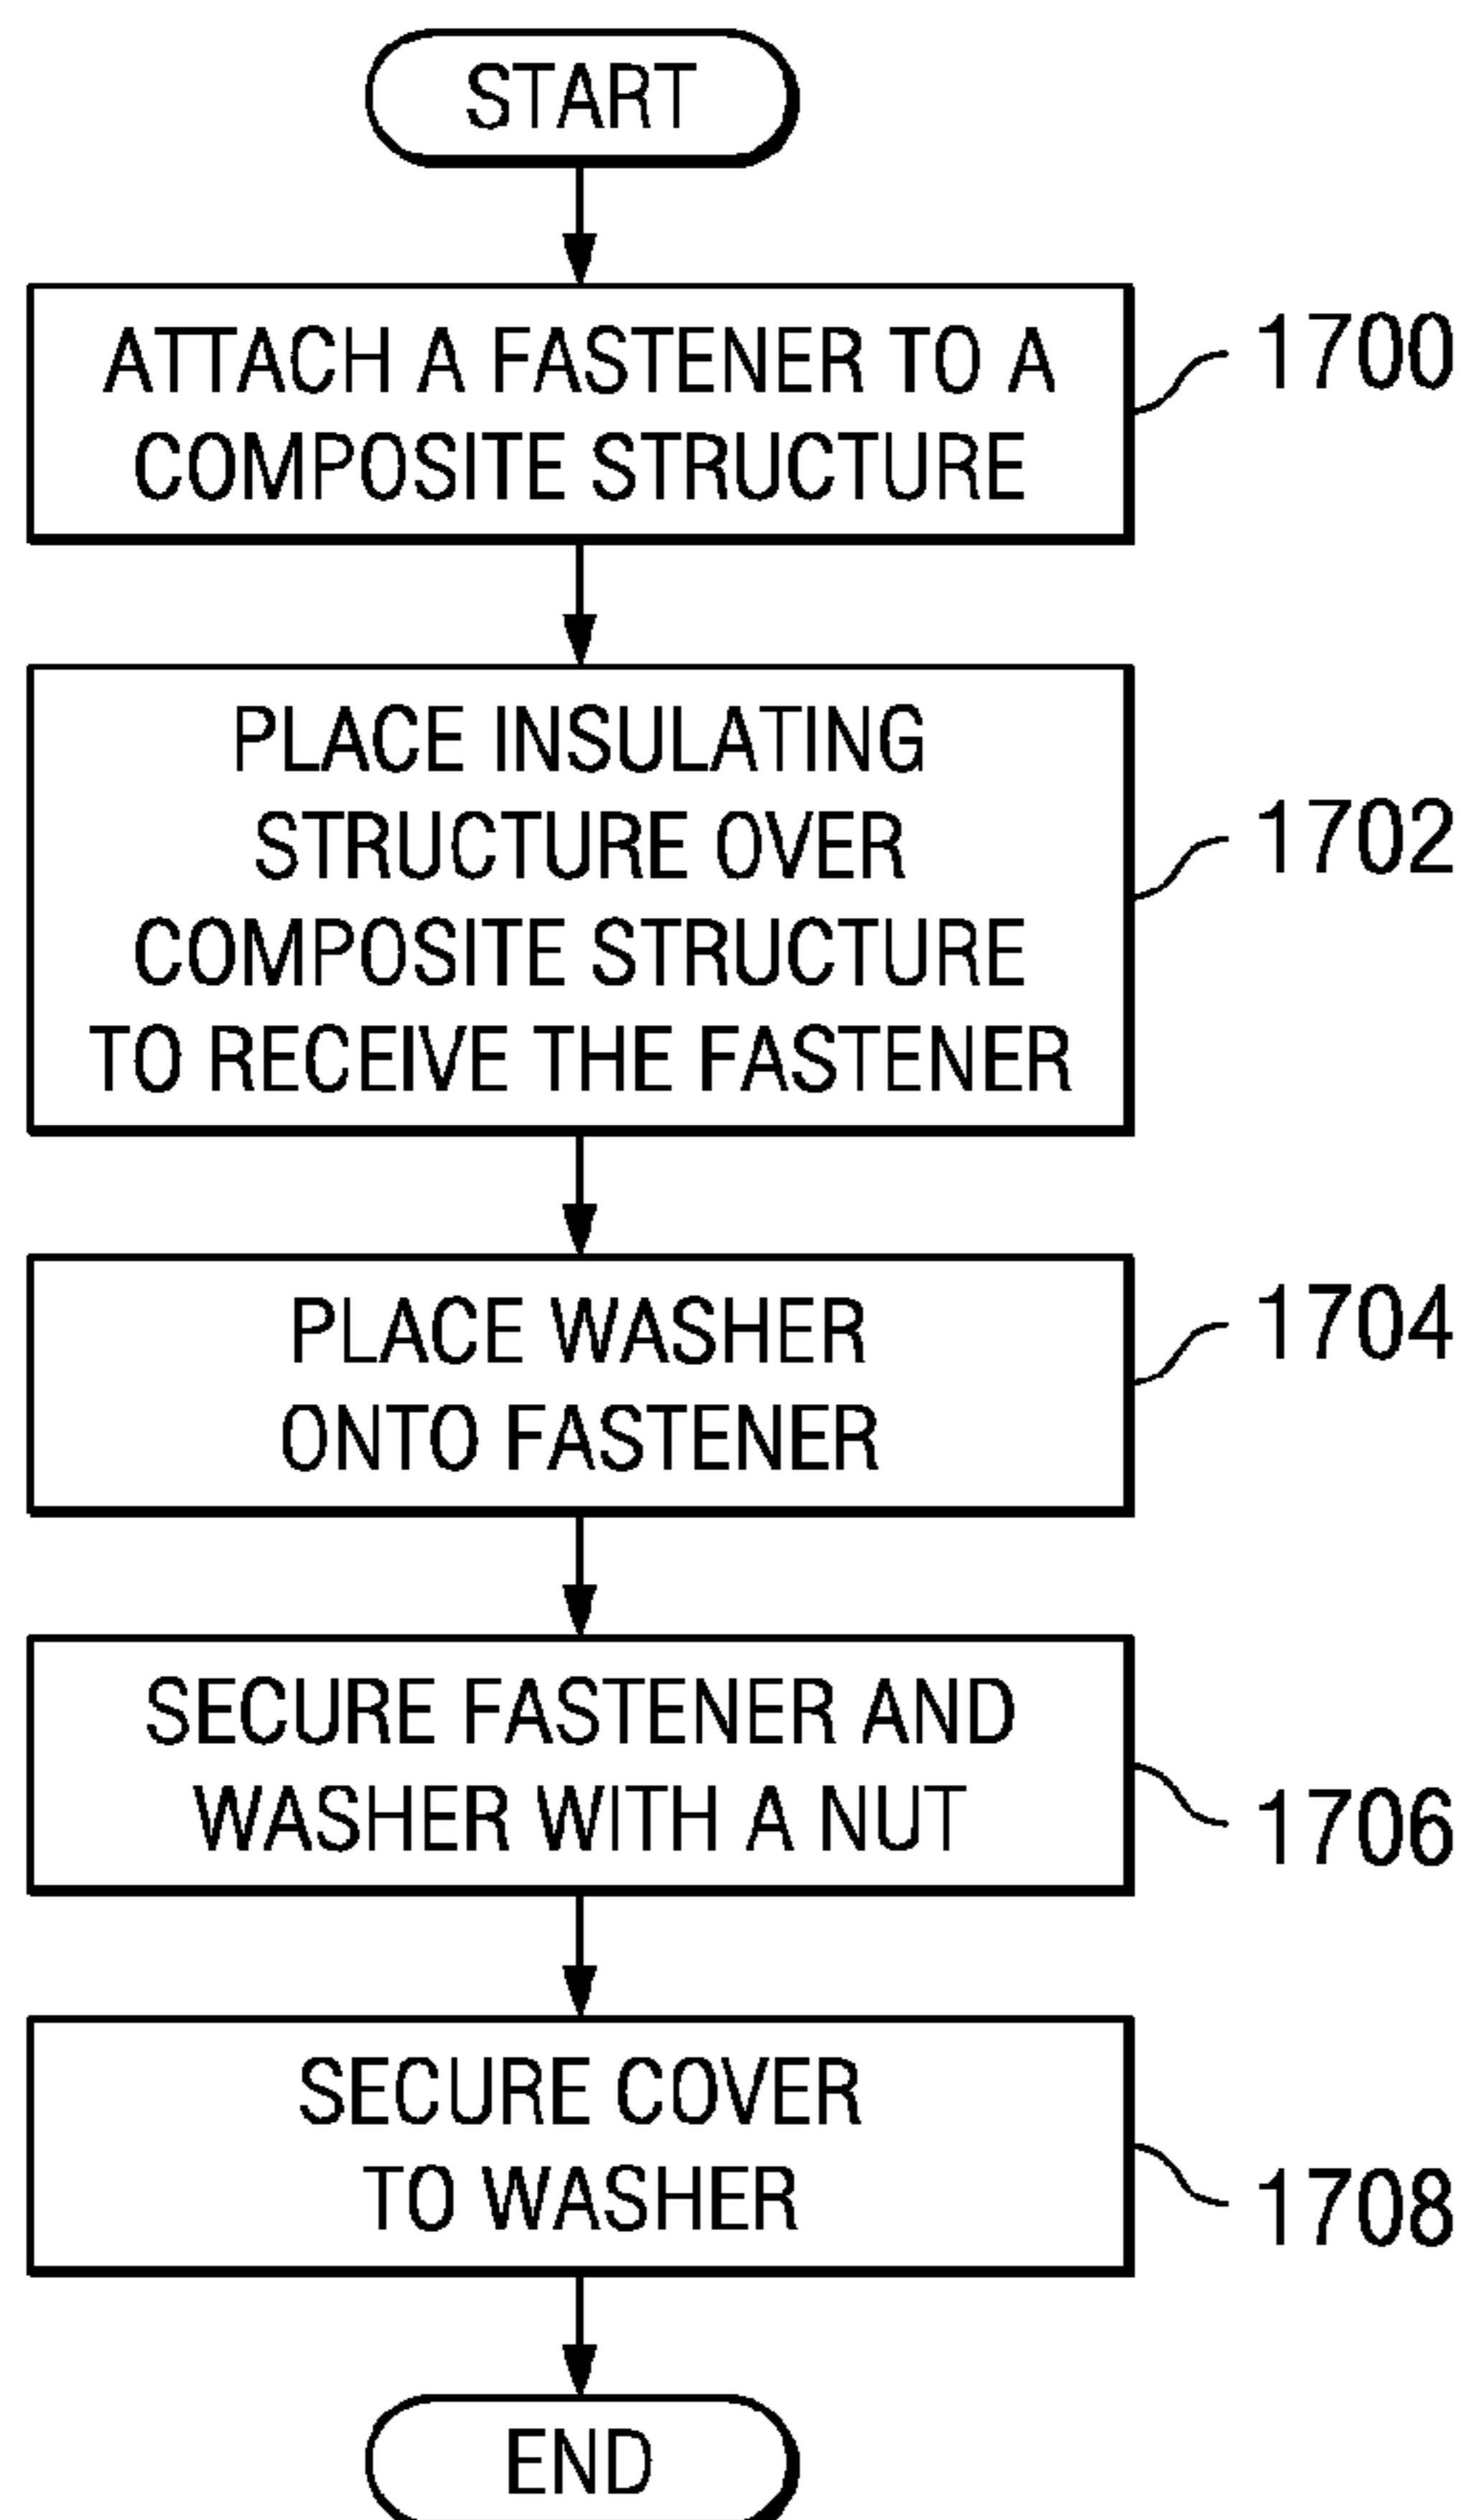 START
ATTACH A FASTENER TO A
COMPOSITE STRUCTURE
1700
PLACE INSULATING
STRUCTURE OVER
COMPOSITE STRUCTURE
TO RECEIVE THE FASTENER
1702
PLACE WASHER
ONTO FASTENER
1704
SECURE FASTENER AND
WASHER WITH A NUT
1706
SECURE COVER
TO WASHER
1708
END